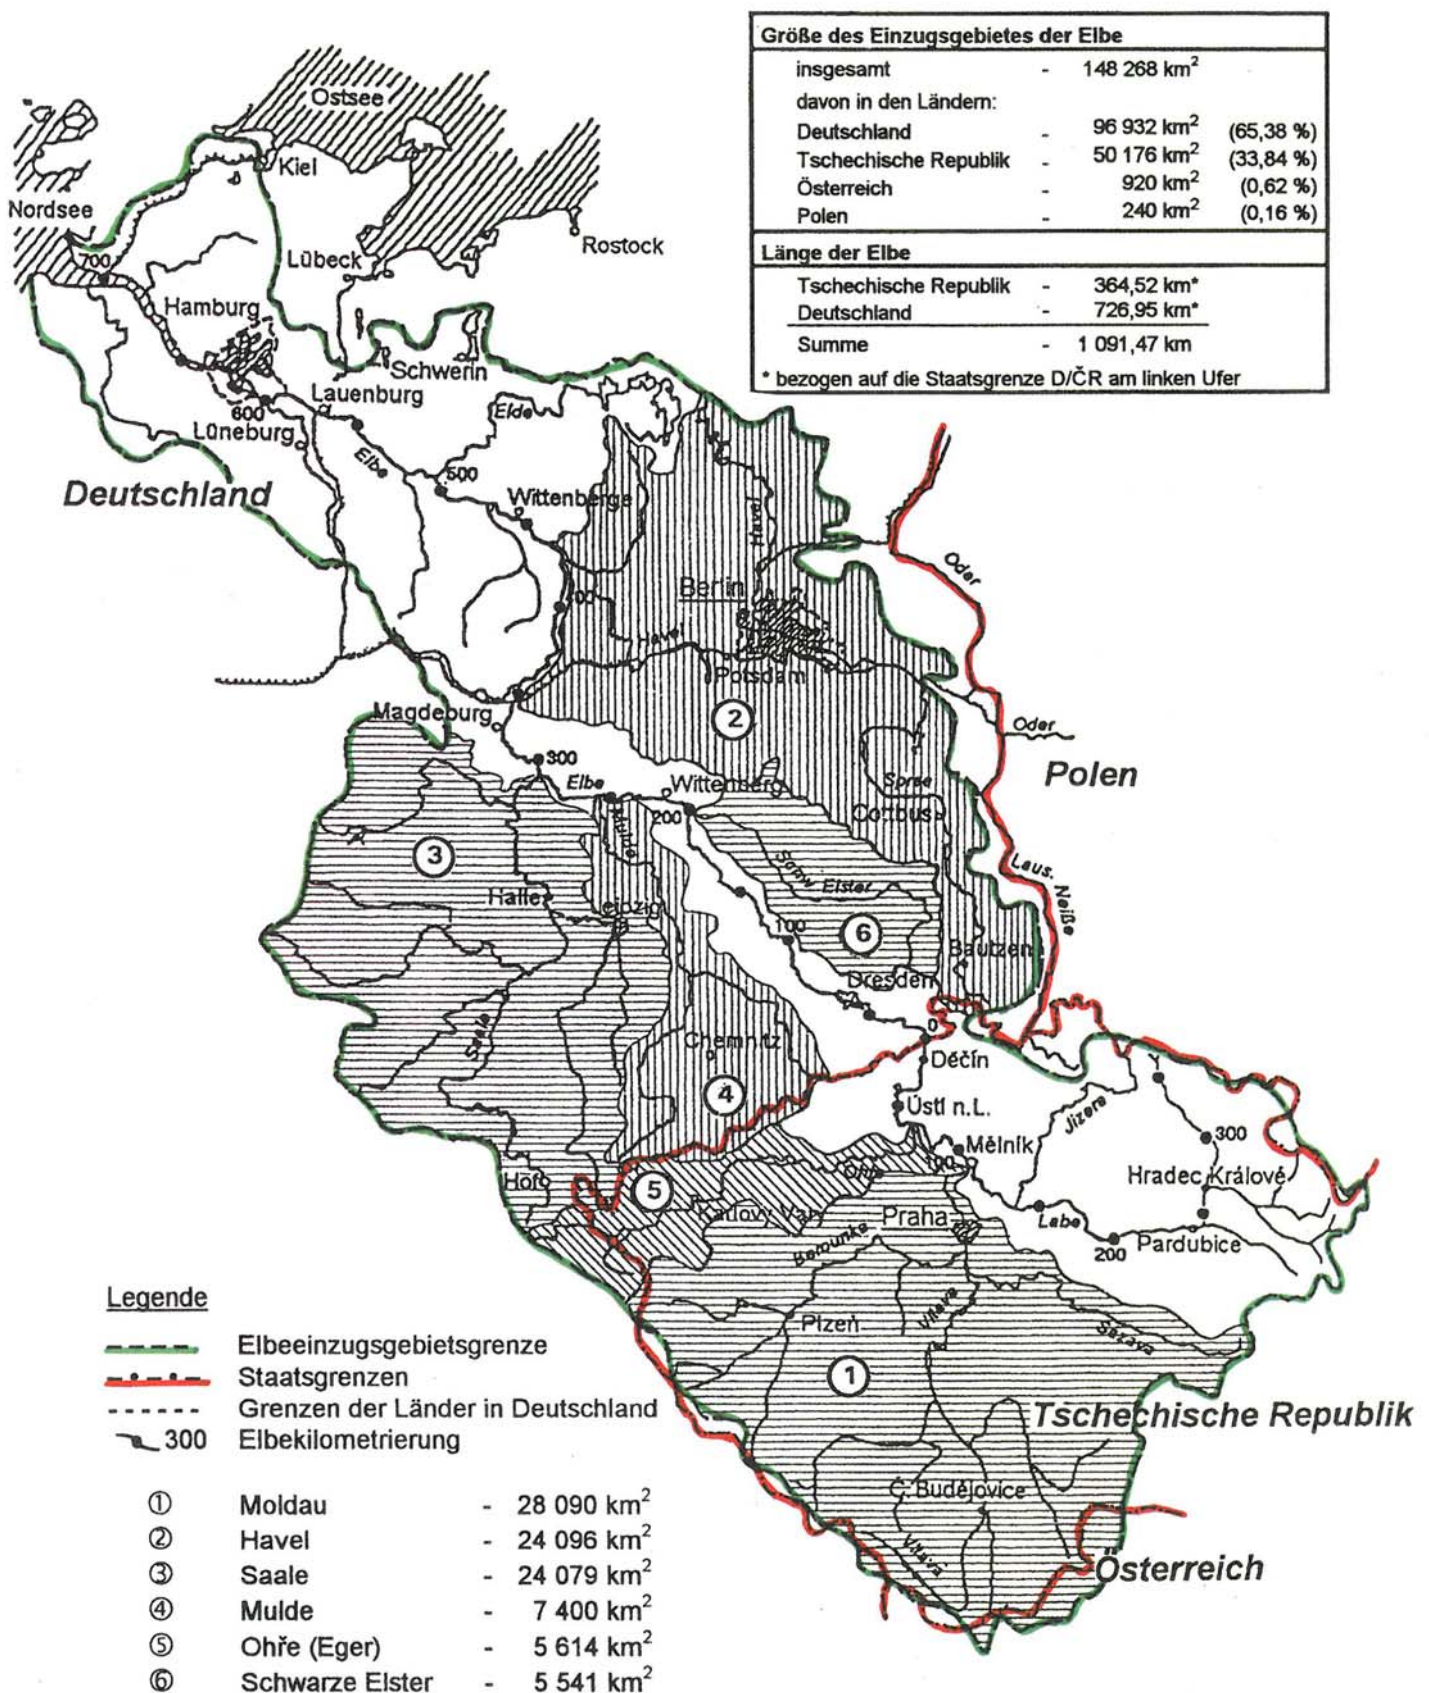 Größe des Einzugsgebietes der Elbe
insgesamt - 148 268 km²
davon in den Ländern:
Deutschland - 96 932 km² (65,38 %)
Tschechische Republik - 50 176 km² (33,84 %)
Österreich - 920 km² (0,62 %)
Polen - 240 km² (0,16 %)
Länge der Elbe
Tschechische Republik - 364,52 km*
Deutschland - 726,95 km*
Summe - 1 091,47 km
* bezogen auf die Staatsgrenze D/ČR am linken Ufer
Ostsee
Kiel
Nordsee
Rostock
700
Lübeck
Hamburg
Schwerin
Lauenburg
Elde
600
Lüneburg
Elbe
500
Deutschland
Wittenberge
Havel
Oder
Berlin
Havel
Potsdam
Magdeburg
2
Oder
300
Polen
Elbe
Wittenberg
Spree
200
Cottbus
Mulde
3
Schw. Elster
Laus. Neiße
Halle
Leipzig
100
6
Bautzen
Dresden
Saale
0
Chemnitz
Děčín
4
Ústí n.L.
Jizera
300
Mělník
Ohře
100
Hof
5
Hradec Králové
Karlovy Vary
Praha
Labe
Berounka
200
Pardubice
Vltava
Plzeň
Sazava
1
Tschechische Republik
Č. Budějovice
Vltava
Österreich
Legende
Elbeeinzugsgebietsgrenze
Staatsgrenzen
Grenzen der Länder in Deutschland
300 Elbekilometrierung
① Moldau - 28 090 km²
② Havel - 24 096 km²
③ Saale - 24 079 km²
④ Mulde - 7 400 km²
⑤ Ohře (Eger) - 5 614 km²
⑥ Schwarze Elster - 5 541 km²